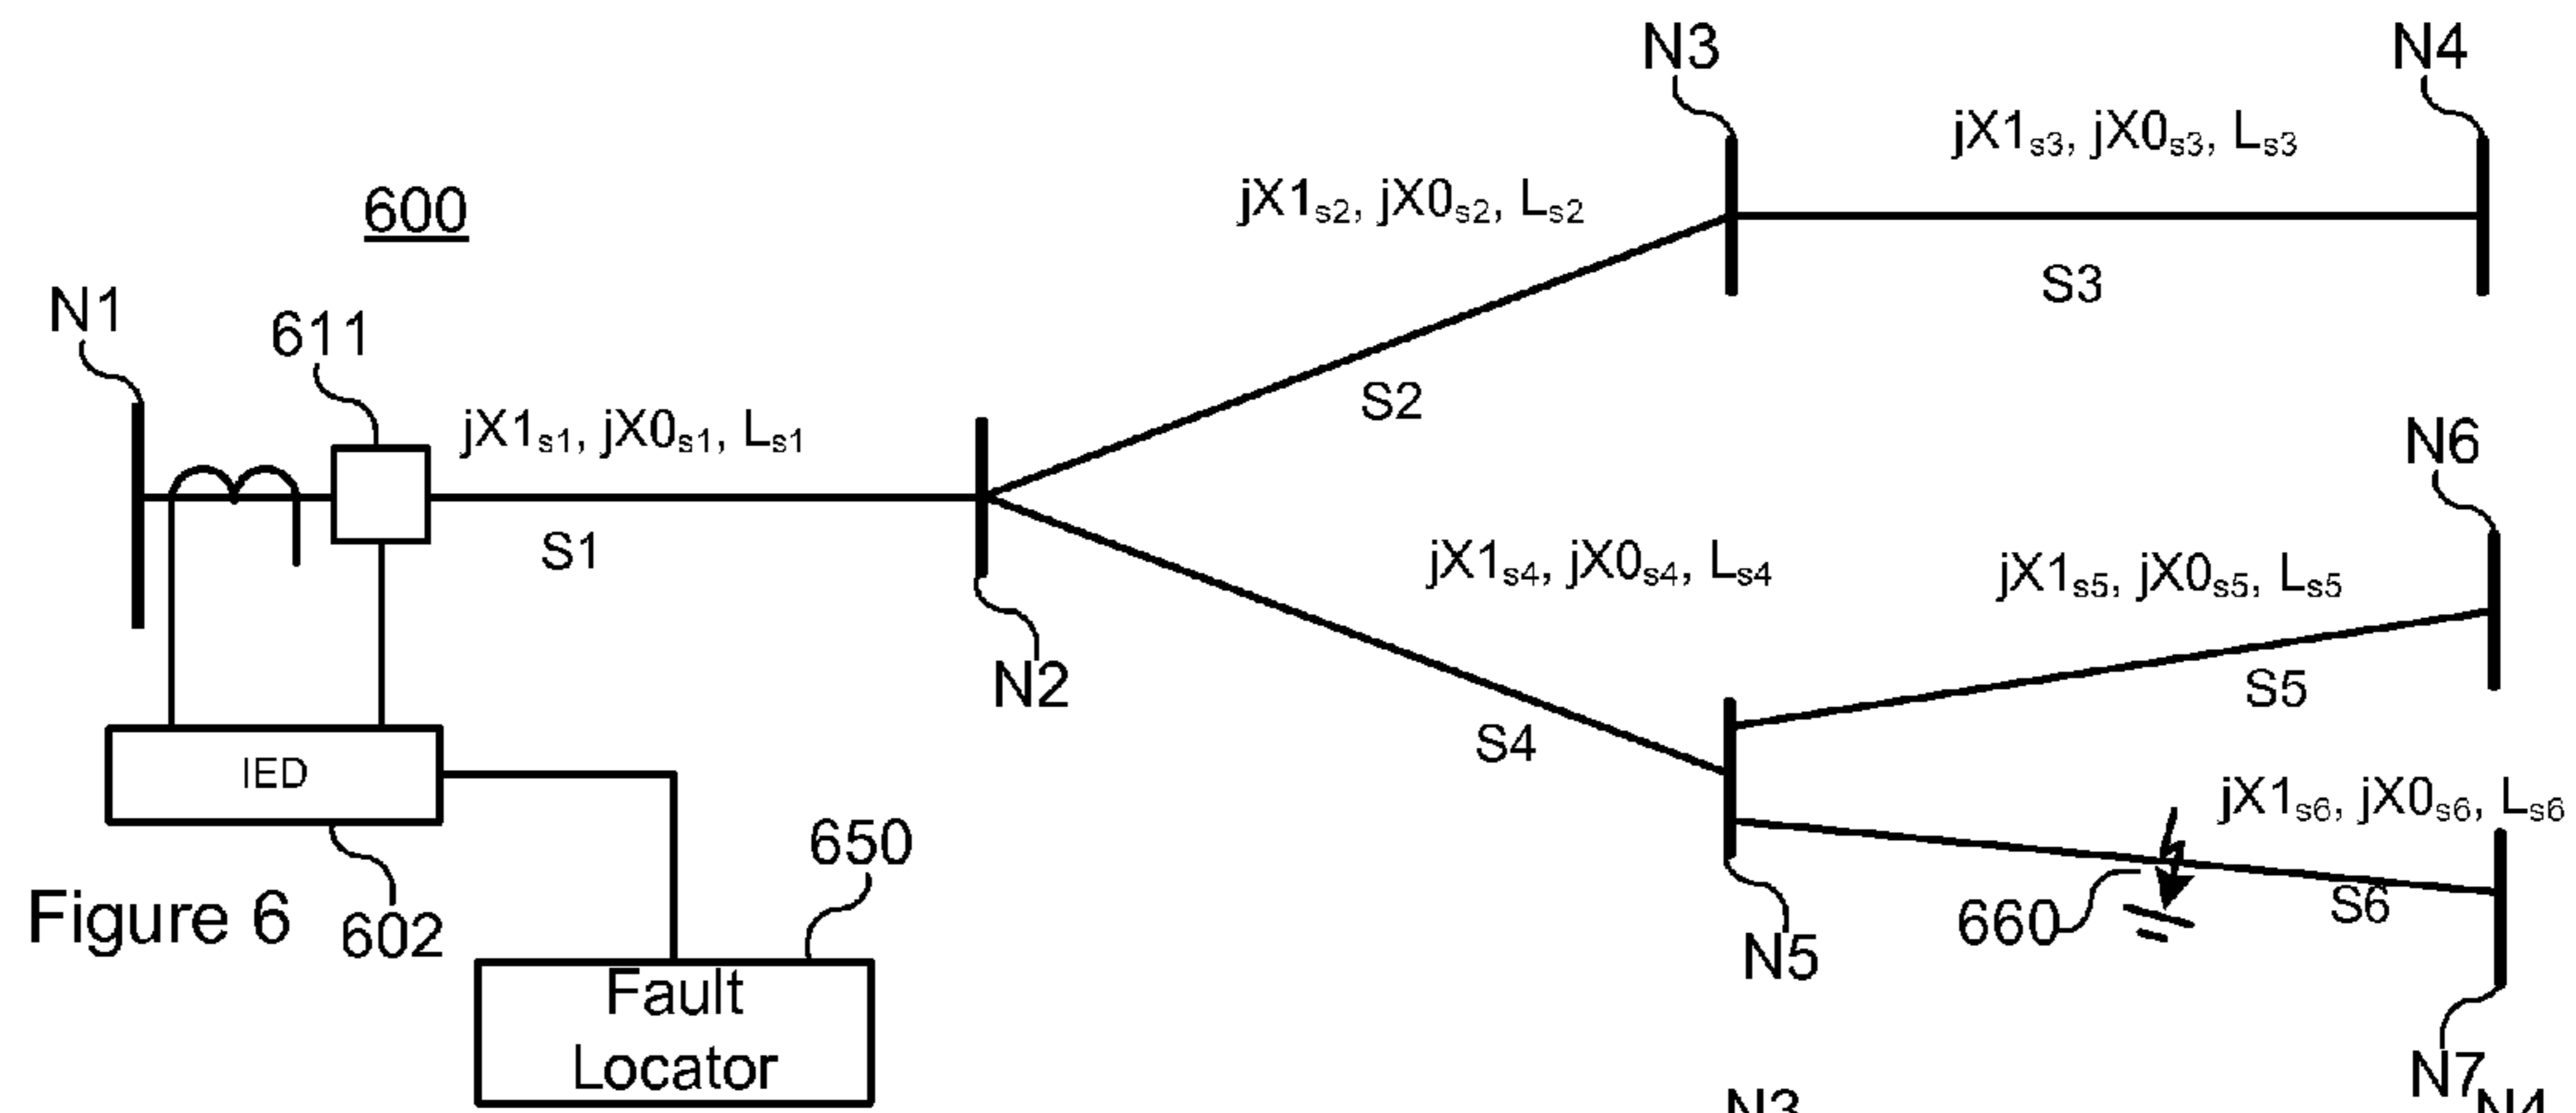 N3
N4
jX1s3, jX0s3, Ls3
jX1s2, jX0s2, Ls2
600
S3
N1
611
S2
jX1s1, jX0s1, Ls1
N6
S1
jX1s4, jX0s4, Ls4
jX1s5, jX0s5, Ls5
N2
S5
S4
IED
jX1s6, jX0s6, Ls6
650
660
S6
Figure 6
602
N5
Fault
Locator
N7
N3
N4